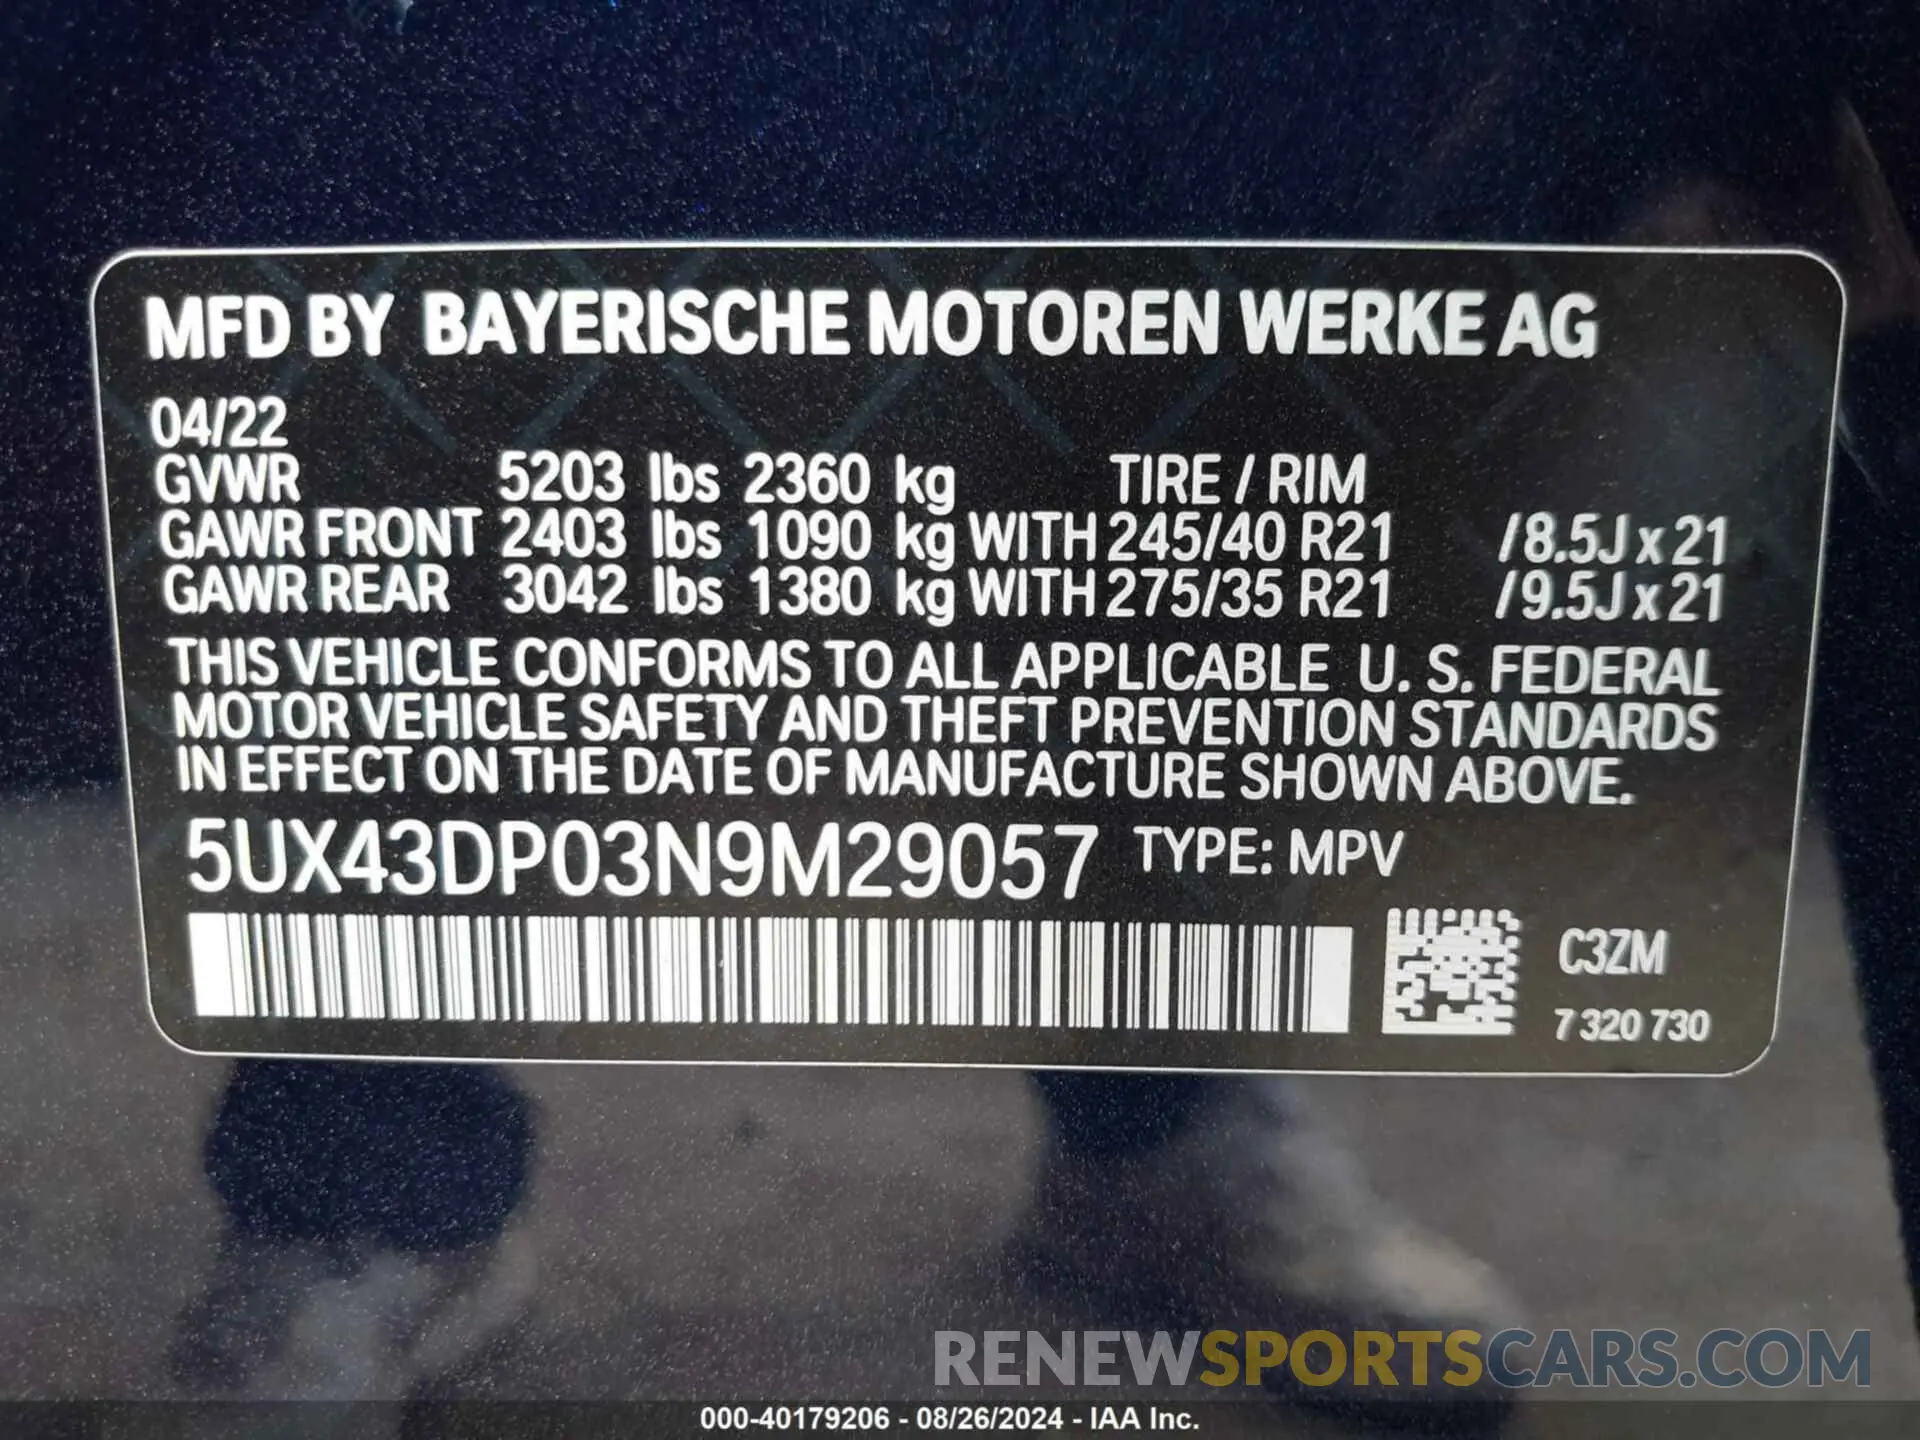 MFD BY BAYERISCHE MOTOREN WERKE AG
04/22
GVWR 5203 lbs 2360 kg TIRE / RIM
GAWR FRONT 2403 lbs 1090 kg WITH 245/40 R21 /8.5J x 21
GAWR REAR 3042 lbs 1380 kg WITH 275/35 R21 /9.5J x 21
THIS VEHICLE CONFORMS TO ALL APPLICABLE U. S. FEDERAL
MOTOR VEHICLE SAFETY AND THEFT PREVENTION STANDARDS
IN EFFECT ON THE DATE OF MANUFACTURE SHOWN ABOVE.
5UX43DP03N9M29057 TYPE: MPV
C3ZM
7 320 730
RENEWSPORTSCARS.COM
000-40179206 - 08/26/2024 - IAA Inc.